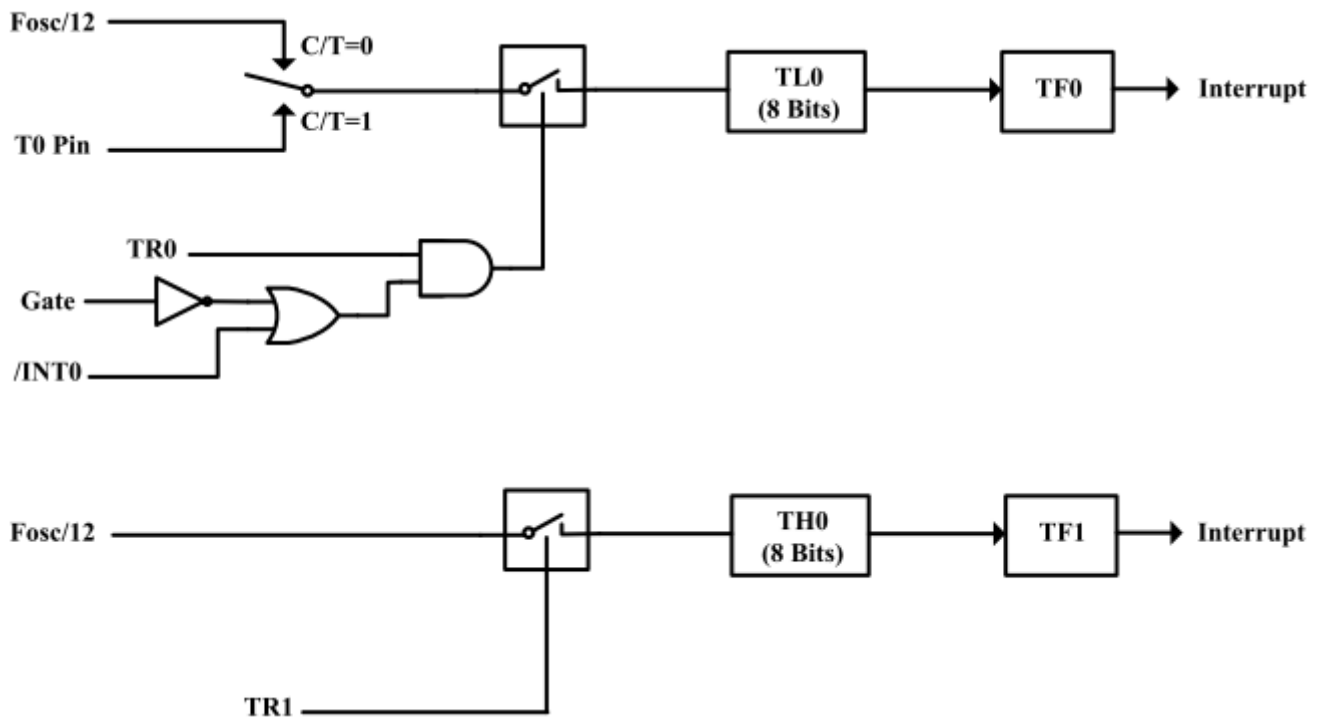 Fosc/12
C/T=0
C/T=1
T0 Pin
TL0
(8 Bits)
TF0
Interrupt
TR0
Gate
/INT0
Fosc/12
TH0
(8 Bits)
TF1
Interrupt
TR1